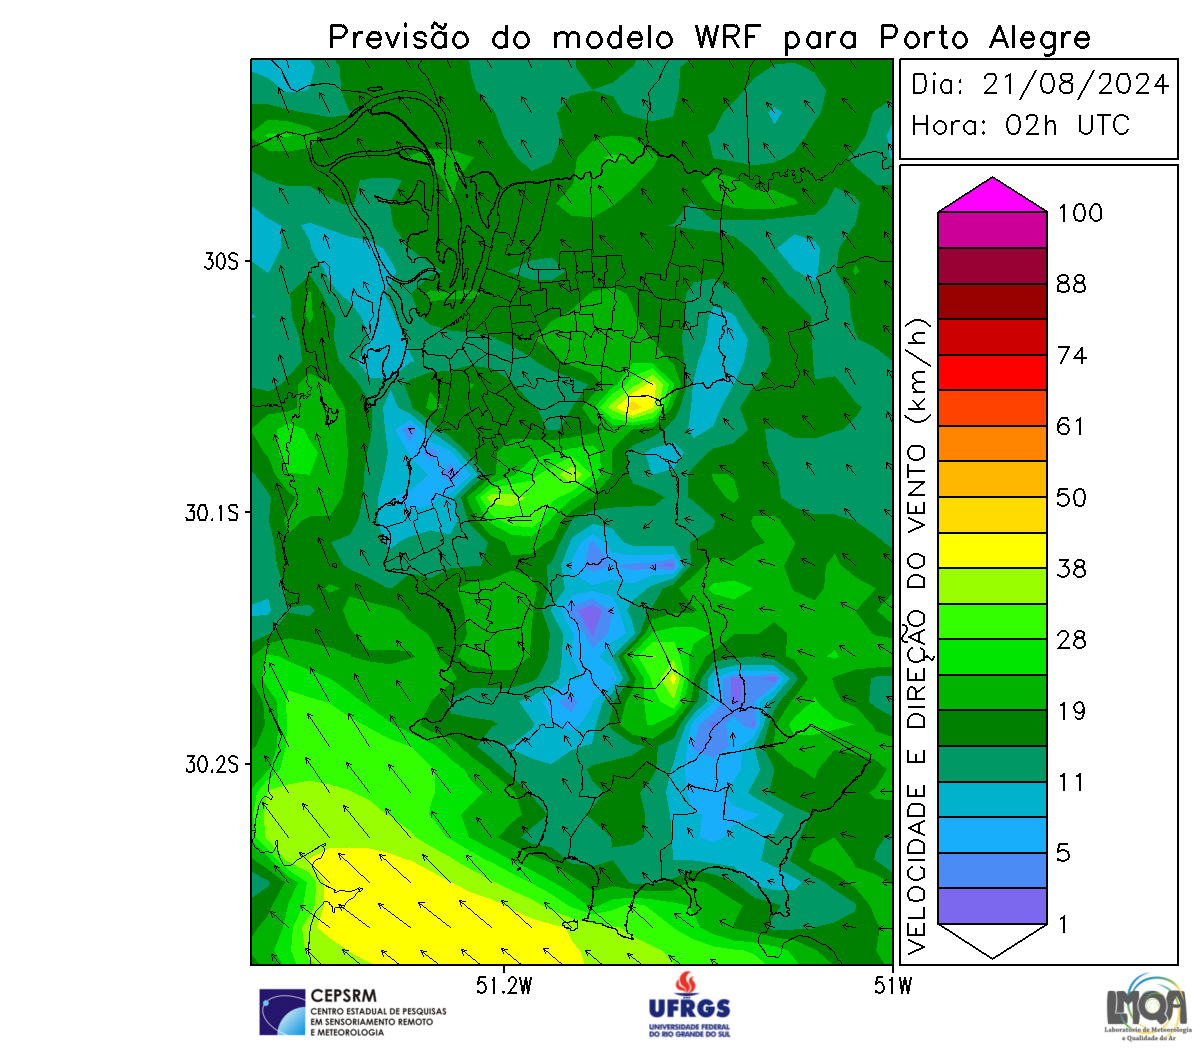 Previsão do modelo WRF para Porto Alegre
Dia: 21/08/2024
Hora: 02h UTC
30S
30.1S
30.2S
51.2W
51W
VELOCIDADE E DIREÇÃO DO VENTO (km/h)
100
88
74
61
50
38
28
19
11
5
1
CEPSRM
CENTRO ESTADUAL DE PESQUISAS
EM SENSORIAMENTO REMOTO
E METEOROLOGIA
UFRGS
UNIVERSIDADE FEDERAL
DO RIO GRANDE DO SUL
LMQA
Laboratório de Meteorologia
e Qualidade do Ar